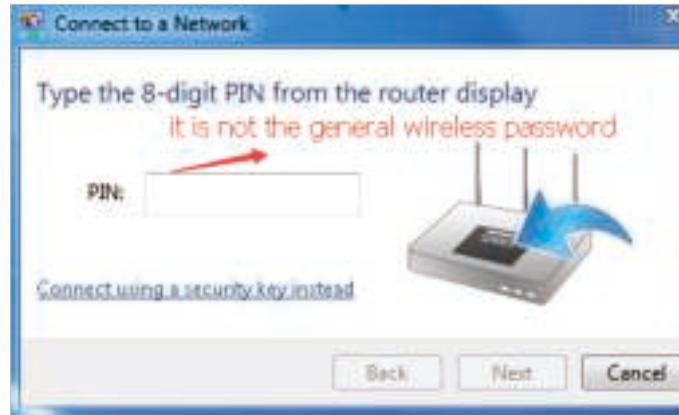 Connect to a Network
Type the 8-digit PIN from the router display
It is not the general wireless password
PIN:
Connect using a security key instead
Back
Next
Cancel